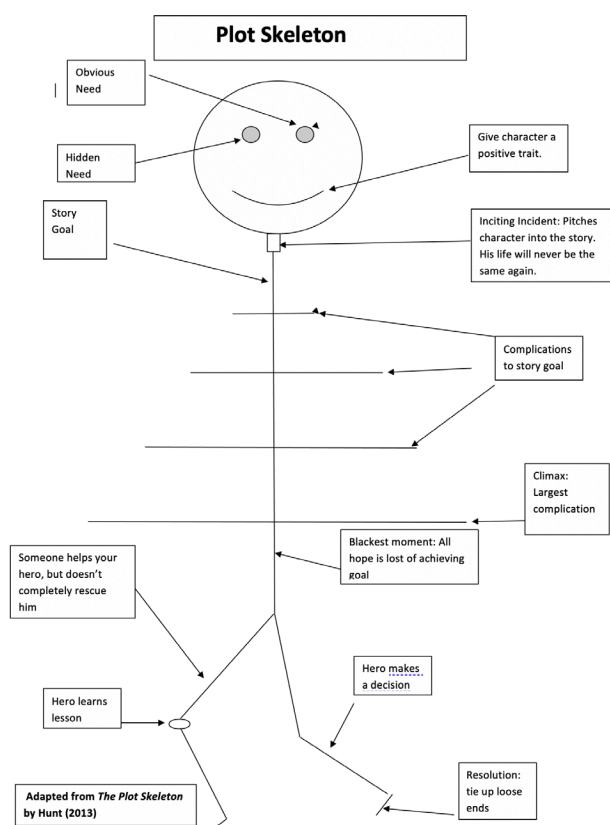 Plot Skeleton
Obvious
Need
Hidden
Need
Give character a
positive trait.
Story
Goal
Inciting Incident: Pitches
character into the story.
His life will never be the
same again.
Complications
to story goal
Climax:
Largest
complication
Blackest moment: All
hope is lost of achieving
goal
Someone helps your
hero, but doesn’t
completely rescue
him
Hero makes
a decision
Hero learns
lesson
Resolution:
tie up loose
ends
Adapted from The Plot Skeleton
by Hunt (2013)